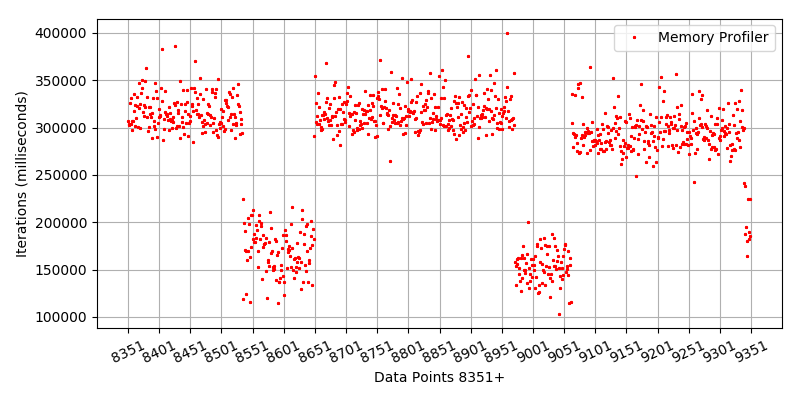 400000
350000
300000
250000
200000
150000
100000
Iterations (milliseconds)
Memory Profiler
8351 8401 8451 8501 8551 8601 8651 8701 8751 8801 8851 8901 8951 9001 9051 9101 9151 9201 9251 9301 9351
Data Points 8351+